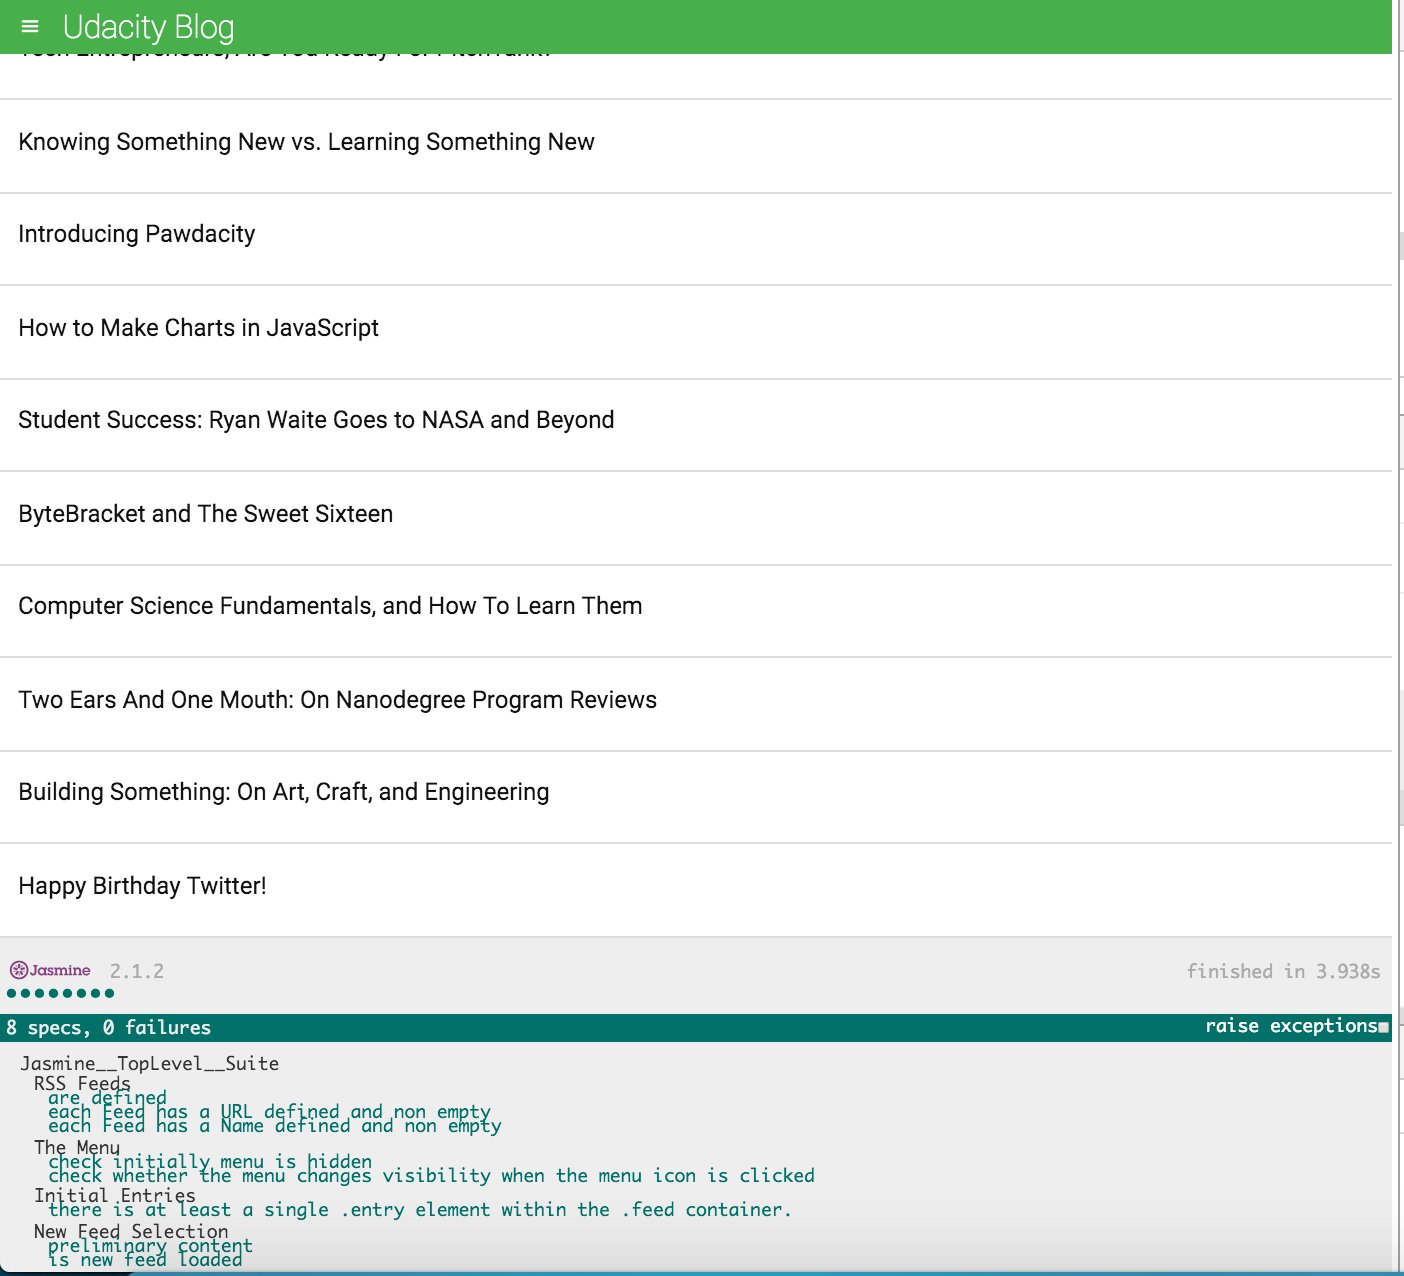 Udacity Blog
Tech Entrepreneurs, Are You Ready For PitchTank?
Knowing Something New vs. Learning Something New
Introducing Pawdacity
How to Make Charts in JavaScript
Student Success: Ryan Waite Goes to NASA and Beyond
ByteBracket and The Sweet Sixteen
Computer Science Fundamentals, and How To Learn Them
Two Ears And One Mouth: On Nanodegree Program Reviews
Building Something: On Art, Craft, and Engineering
Happy Birthday Twitter!
Jasmine 2.1.2 finished in 3.938s
8 specs, 0 failures raise exceptions
Jasmine__TopLevel__Suite
RSS Feeds
are defined
each Feed has a URL defined and non empty
each Feed has a Name defined and non empty
The Menu
check initially menu is hidden
check whether the menu changes visibility when the menu icon is clicked
Initial Entries
there is at least a single .entry element within the .feed container.
New Feed Selection
preliminary content
is new feed loaded